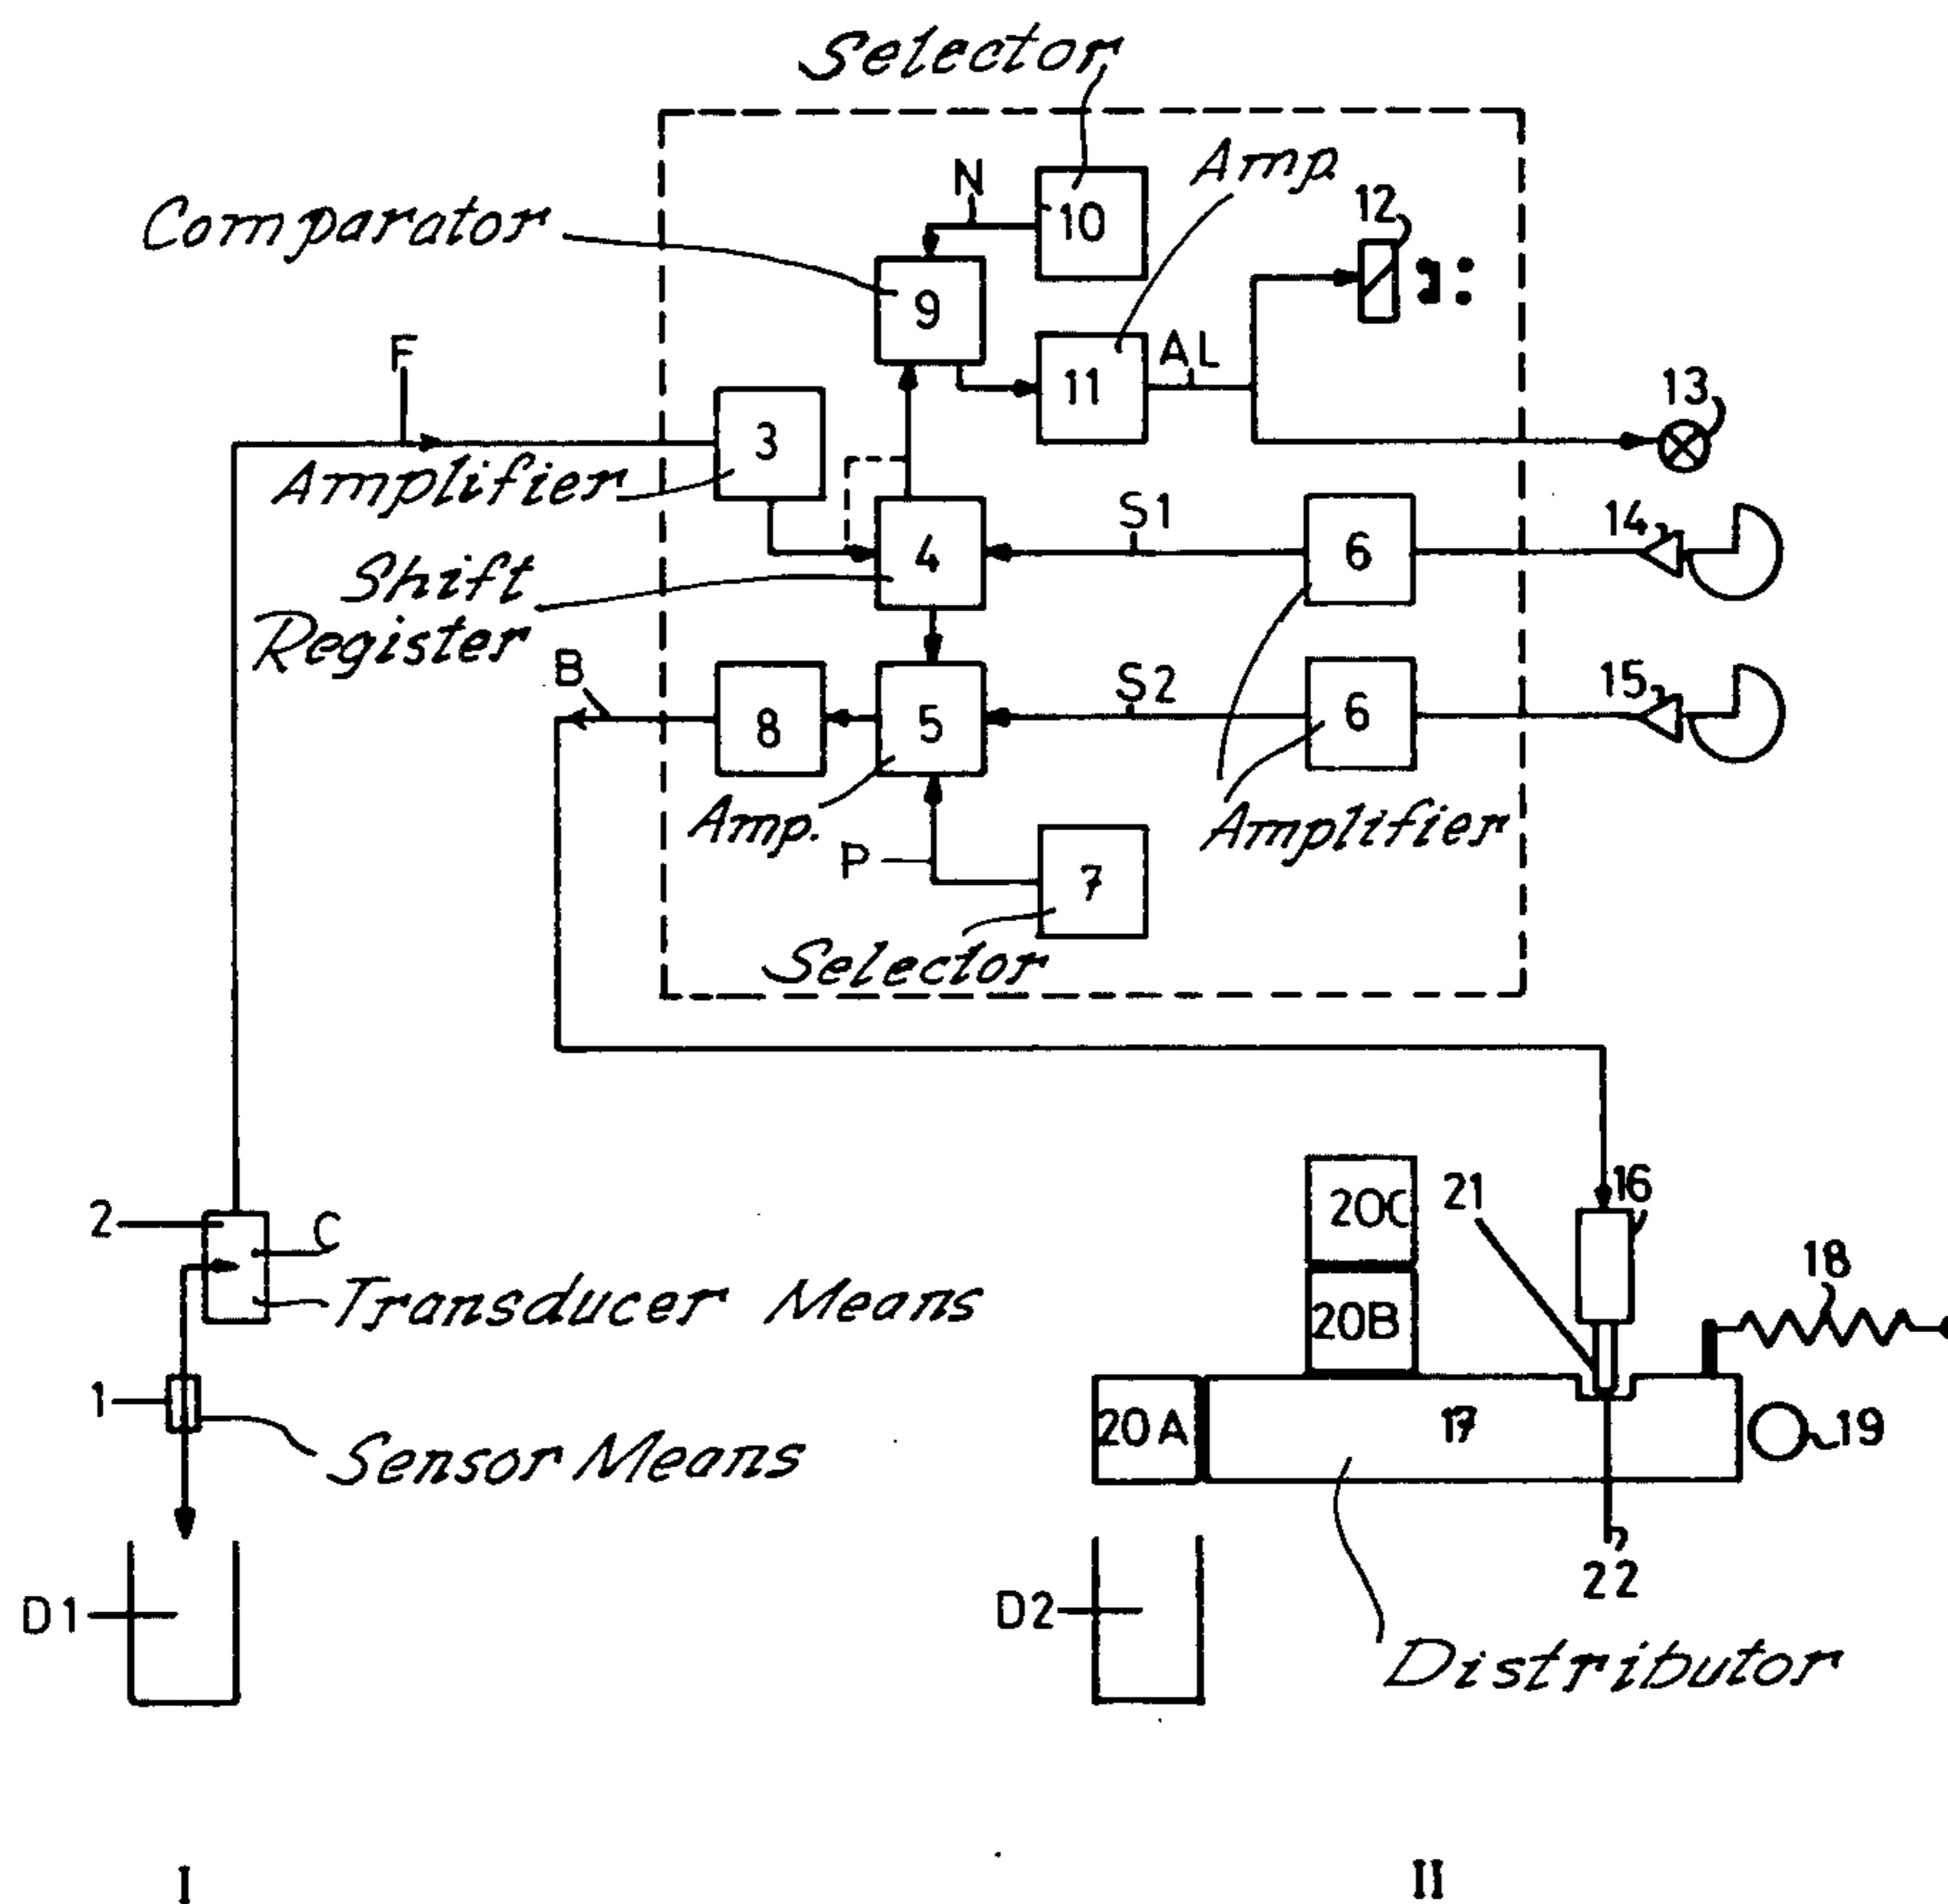 Selector
Amp
N
10
12
Comparator
9
F
11
AL
13
3
Amplifier
S1
14
4
6
Shift
Register
B
S2
15
8
5
6
Amp.
Amplifier
P
7
Selector
2
C
20C
21
16
Transducer Means
20B
18
1
20A
17
19
Sensor Means
D1
D2
22
Distributor
I
II